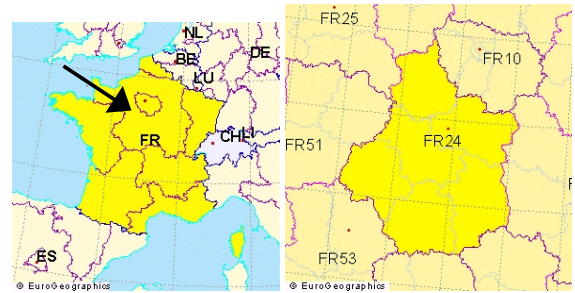 NL
BE
DE
LU
FR
CH
LI
ES
© EuroGeographics
FR25
FR10
FR24
FR51
FR53
© EuroGeographics